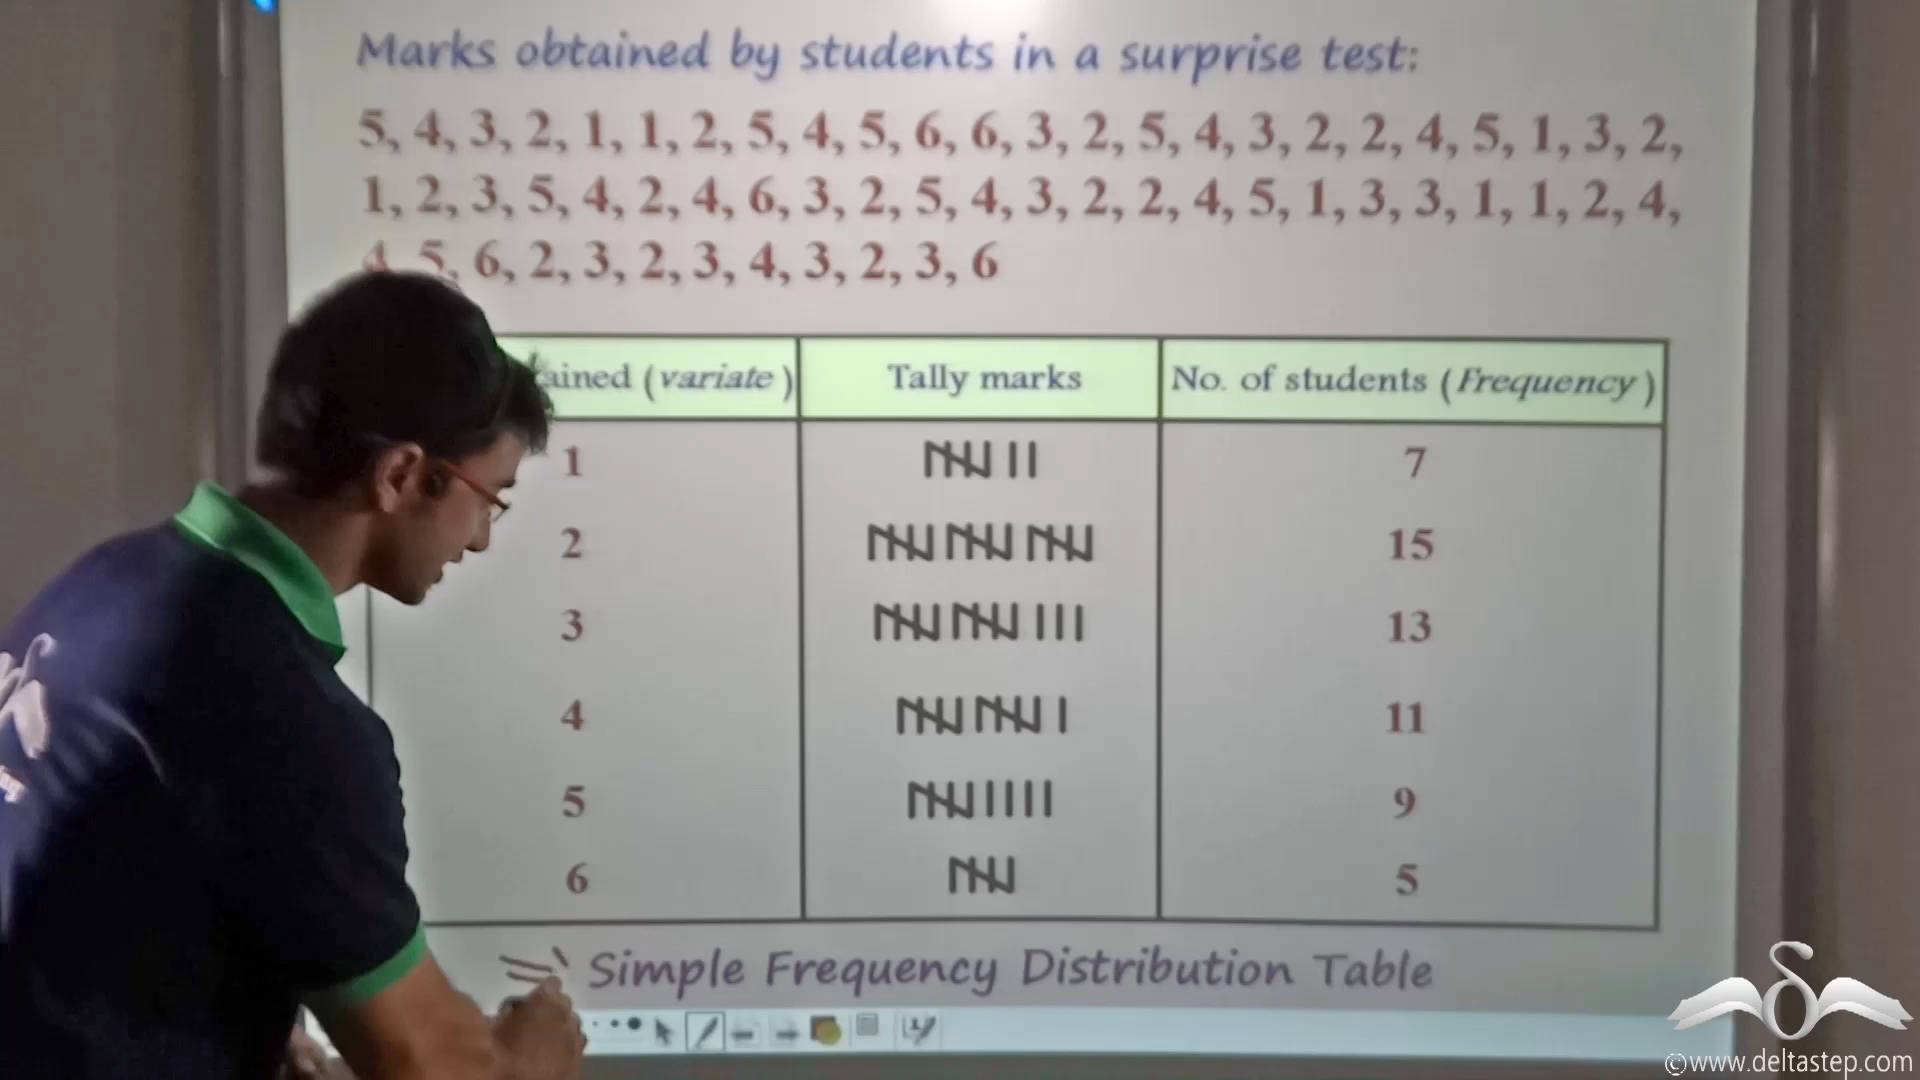 Marks obtained by students in a surprise test:
5, 4, 3, 2, 1, 1, 2, 5, 4, 5, 6, 6, 3, 2, 5, 4, 3, 2, 2, 4, 5, 1, 3, 2,
1, 2, 3, 5, 4, 2, 4, 6, 3, 2, 5, 4, 3, 2, 2, 4, 5, 1, 3, 3, 1, 1, 2, 4,
4, 5, 6, 2, 3, 2, 3, 4, 3, 2, 3, 6
(variate) Tally marks No. of students (Frequency)
1 7
2 15
3 13
4 11
5 9
6 5
Simple Frequency Distribution Table
©www.deltastep.com